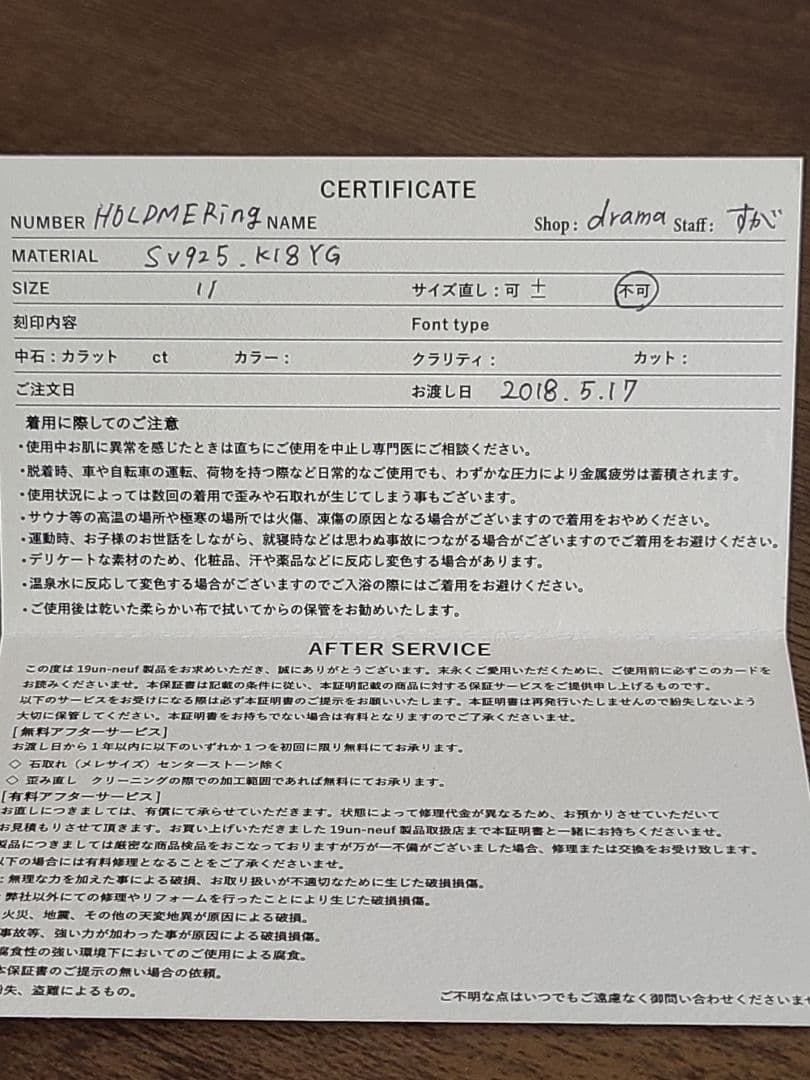 CERTIFICATE
NUMBER HOLDMERing NAME Shop: drama Staff: すが
MATERIAL SV925.K18YG
SIZE 11 サイズ直し:可 ± 不可
刻印内容 Font type
中石:カラット ct カラー: クラリティ: カット:
ご注文日 お渡し日 2018.5.17
着用に際してのご注意
・使用中お肌に異常を感じたときは直ちにご使用を中止し専門医にご相談ください。
・脱着時、車や自転車の運転、荷物を持つ際など日常的なご使用でも、わずかな圧力により金属疲労は蓄積されます。
・使用状況によっては数回の着用で歪みや石取れが生じてしまう事もございます。
・サウナ等の高温の場所や極寒の場所では火傷、凍傷の原因となる場合がございますので着用をおやめください。
・運動時、お子様のお世話をしながら、就寝時などは思わぬ事故につながる場合がございますのでご着用をお避けください。
・デリケートな素材のため、化粧品、汗や薬品などに反応し変色する場合があります。
・温泉水に反応して変色する場合がございますのでご入浴の際にはご着用をお避けください。
・ご使用後は乾いた柔らかい布で拭いてからの保管をお勧めいたします。
AFTER SERVICE
この度は19un-neuf製品をお求めいただき、誠にありがとうございます。末永くご愛用いただくために、ご使用前に必ずこのカードを
お読みくださいませ。本保証書は記載の条件に従い、本証明記載の商品に対する保証サービスをご提供申し上げるものです。
以下のサービスをお受けになる際は必ず本証明書のご提示をお願いいたします。本証明書は再発行いたしませんので紛失しないよう
大切に保管してください。本証明書をお持ちでない場合は有料となりますのでご了承くださいませ。
[無料アフターサービス]
お渡し日から1年以内に以下のいずれか1つを初回に限り無料にてお承ります。
◇ 石取れ(メレサイズ)センターストーン除く
◇ 歪み直し クリーニングの際での加工範囲であれば無料にてお承ります。
[有料アフターサービス]
お直しにつきましては、有償にて承らせていただきます。状態によって修理代金が異なるため、お預かりさせていただいて
お見積もりさせて頂きます。お買い上げいただきました19un-neuf製品取扱店まで本証明書と一緒にお持ちくださいませ。
製品につきましては厳密な商品検品をおこなっておりますが万が一不備がございました場合、修理または交換をお受け致します。
以下の場合には有料修理となることをご了承くださいませ。
:無理な力を加えた事による破損、お取り扱いが不適切なために生じた破損損傷。
:弊社以外にての修理やリフォームを行ったことにより生じた破損損傷。
火災、地震、その他の天変地異が原因による破損。
事故等、強い力が加わった事が原因による破損損傷。
腐食性の強い環境下においてのご使用による腐食。
本保証書のご提示の無い場合の依頼。
紛失、盗難によるもの。
ご不明な点はいつでもご遠慮なく御問い合わせくださいませ